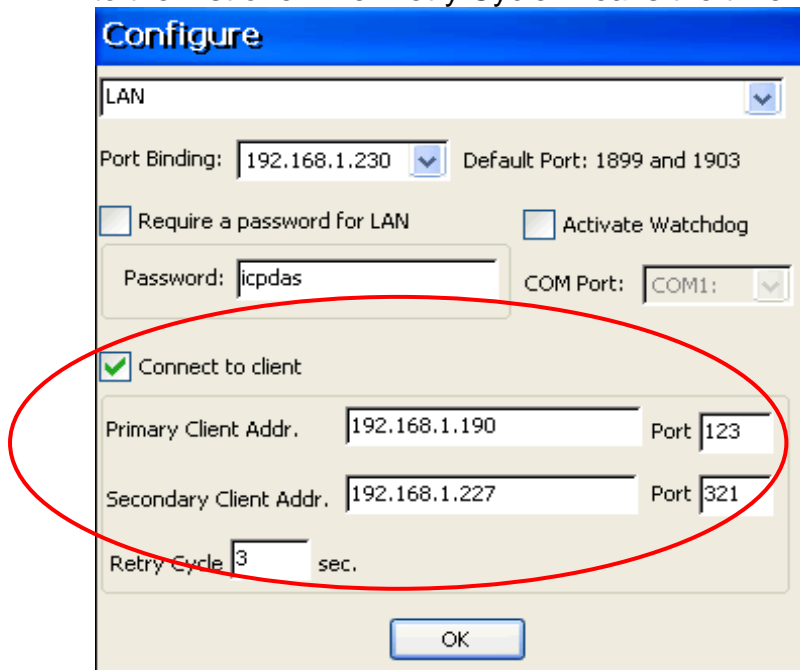 Configure
LAN
Port Binding: 192.168.1.230 Default Port: 1899 and 1903
Require a password for LAN Activate Watchdog
Password: icpdas COM Port: COM1:
Connect to client
Primary Client Addr. 192.168.1.190 Port 123
Secondary Client Addr. 192.168.1.227 Port 321
Retry Cycle 3 sec.
OK